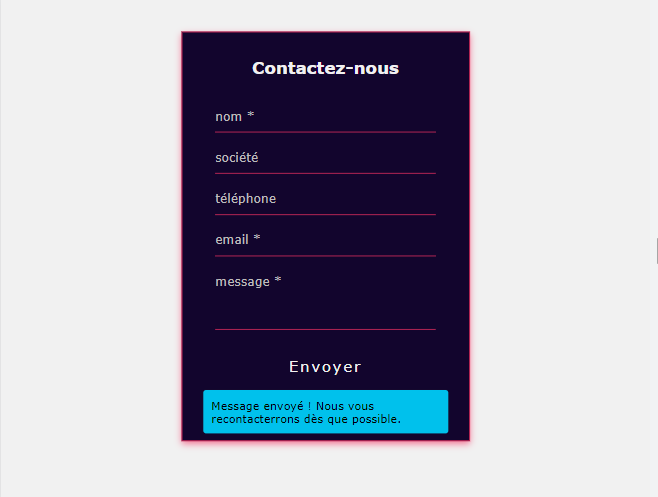 Contactez-nous
nom *
société
téléphone
email *
message *
Envoyer
Message envoyé ! Nous vous
recontacterrons dès que possible.